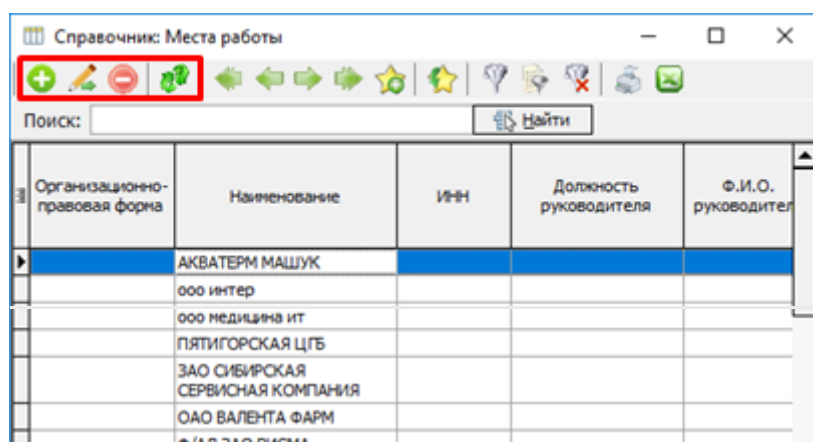 Справочник: Места работы
Поиск:
Найти
Организационно-
правовая форма
Наименование
ИНН
Должность
руководителя
Ф.И.О.
руководител
АКВАТЕРМ МАШУК
ооо интер
ооо медицина ит
ПЯТИГОРСКАЯ ЦГБ
ЗАО СИБИРСКАЯ
СЕРВИСНАЯ КОМПАНИЯ
ОАО ВАЛЕНТА ФАРМ